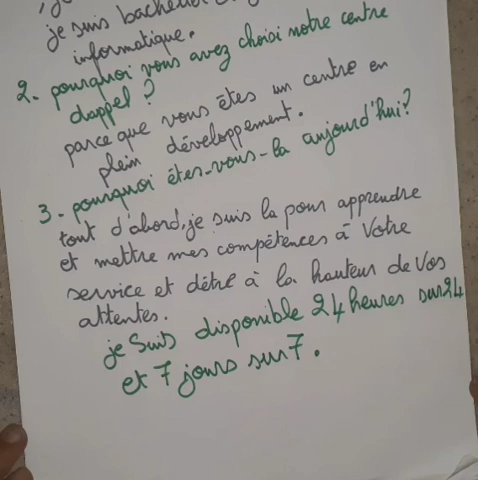 je suis bachelier
informatique.
2. pourquoi vous avez choisi notre centre
d'appel ?
parce que vous êtes un centre en
plein développement.
3 - pourquoi êtes-vous-la aujourd'hui?
tout d'abord, je suis la pour apprendre
et mettre mes compétences à Votre
service et détre à la hauteur de Vos
attentes.
je Suis disponible 24 heures sur 24
et 7 jours sur 7.